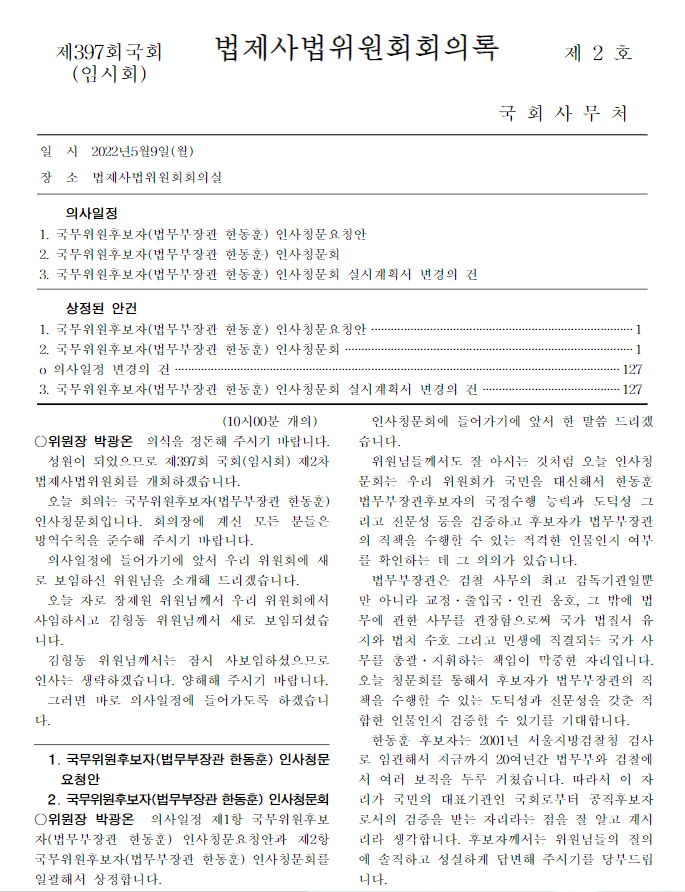 제397회국회
(임시회)
법제사법위원회회의록
제 2 호
국 회 사 무 처
일 시 2022년5월9일(월)
장 소 법제사법위원회회의실
의사일정
1. 국무위원후보자(법무부장관 한동훈) 인사청문요청안
2. 국무위원후보자(법무부장관 한동훈) 인사청문회
3. 국무위원후보자(법무부장관 한동훈) 인사청문회 실시계획서 변경의 건
상정된 안건
1. 국무위원후보자(법무부장관 한동훈) 인사청문요청안 ··· 1
2. 국무위원후보자(법무부장관 한동훈) 인사청문회 ··· 1
o 의사일정 변경의 건 ··· 127
3. 국무위원후보자(법무부장관 한동훈) 인사청문회 실시계획서 변경의 건 ··· 127
(10시00분 개의)
○위원장 박광온 의석을 정돈해 주시기 바랍니다.
성원이 되었으므로 제397회 국회(임시회) 제2차
법제사법위원회를 개회하겠습니다.
오늘 회의는 국무위원후보자(법무부장관 한동훈)
인사청문회입니다. 회의장에 계신 모든 분들은
방역수칙을 준수해 주시기 바랍니다.
의사일정에 들어가기에 앞서 우리 위원회에 새
로 보임하신 위원님을 소개해 드리겠습니다.
오늘 자로 장제원 위원님께서 우리 위원회에서
사임하시고 김형동 위원님께서 새로 보임되셨습
니다.
김형동 위원님께서는 잠시 사보임하셨으므로
인사는 생략하겠습니다. 양해해 주시기 바랍니다.
그러면 바로 의사일정에 들어가도록 하겠습니
다.
1. 국무위원후보자(법무부장관 한동훈) 인사청문
요청안
2. 국무위원후보자(법무부장관 한동훈) 인사청문회
○위원장 박광온 의사일정 제1항 국무위원후보
자(법무부장관 한동훈) 인사청문요청안과 제2항
국무위원후보자(법무부장관 한동훈) 인사청문회를
일괄해서 상정합니다.
인사청문회에 들어가기에 앞서 한 말씀 드리겠
습니다.
위원님들께서도 잘 아시는 것처럼 오늘 인사청
문회는 우리 위원회가 국민을 대신해서 한동훈
법무부장관후보자의 국정수행 능력과 도덕성 그
리고 전문성 등을 검증하고 후보자가 법무부장관
의 직책을 수행할 수 있는 적격한 인물인지 여부
를 확인하는 데 그 의의가 있습니다.
법무부장관은 검찰 사무의 최고 감독기관일뿐
만 아니라 교정·출입국·인권 옹호, 그 밖에 법
무에 관한 사무를 관장함으로써 국가 법질서 유
지와 법치 수호 그리고 민생에 직결되는 국가 사
무를 총괄·지휘하는 책임이 막중한 자리입니다.
오늘 청문회를 통해서 후보자가 법무부장관의 직
책을 수행할 수 있는 도덕성과 전문성을 갖춘 적
합한 인물인지 검증할 수 있기를 기대합니다.
한동훈 후보자는 2001년 서울지방검찰청 검사
로 임관해서 지금까지 20여년간 법무부와 검찰에
서 여러 보직을 두루 거쳤습니다. 따라서 이 자
리가 국민의 대표기관인 국회로부터 공직후보자
로서의 검증을 받는 자리라는 점을 잘 알고 계시
리라 생각합니다. 후보자께서는 위원님들의 질의
에 솔직하고 성실하게 답변해 주시기를 당부드립
니다.